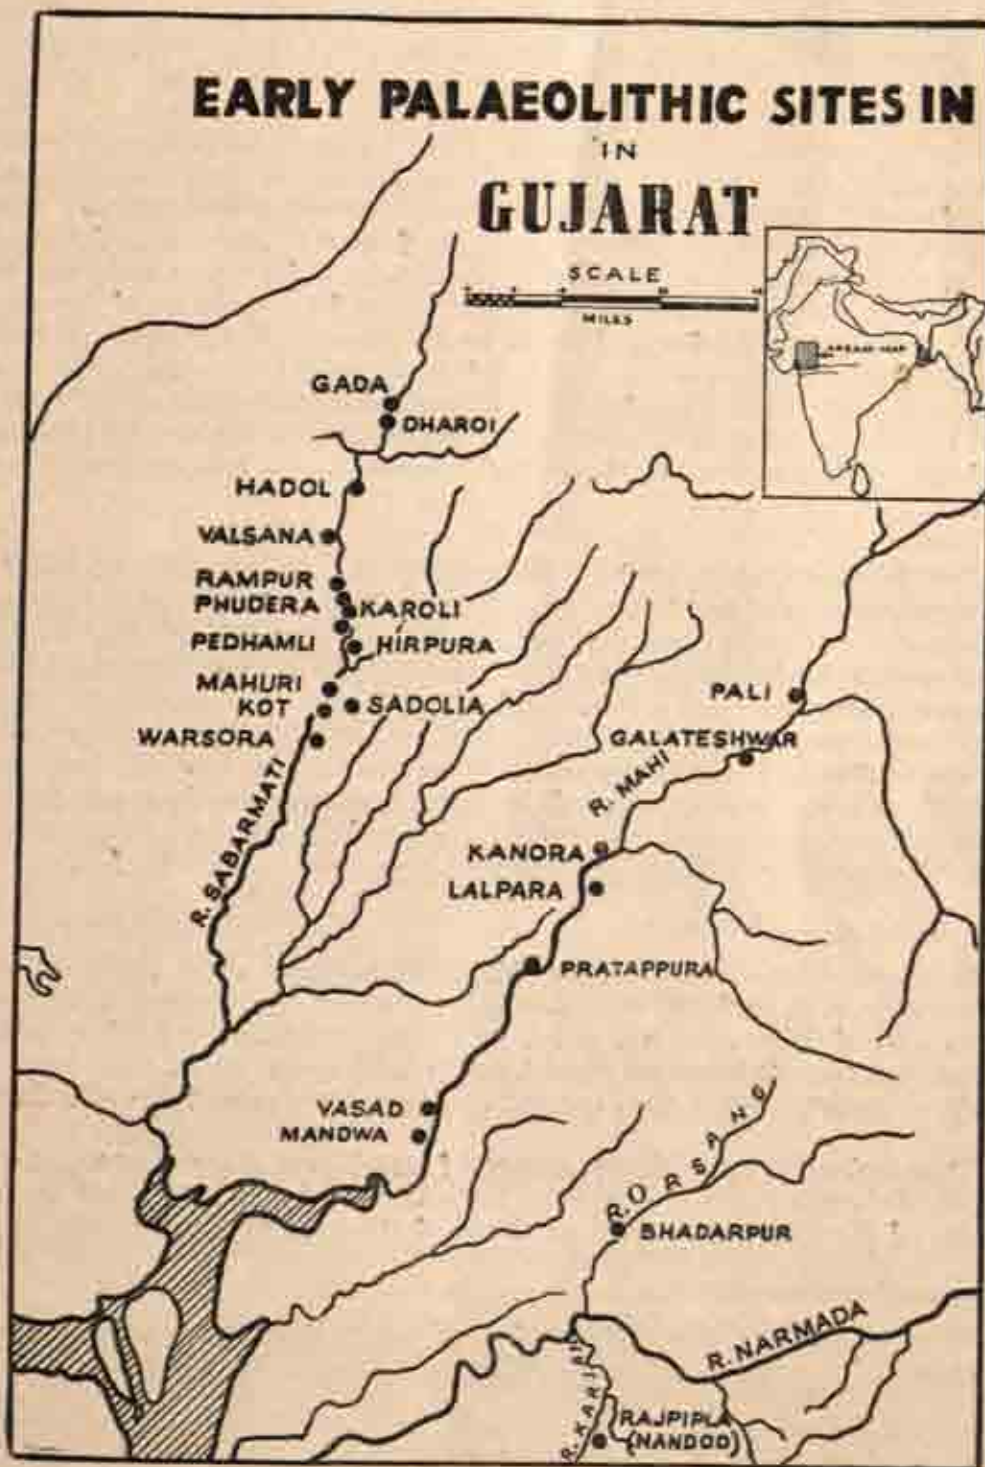 EARLY PALAEOLITHIC SITES IN
IN
GUJARAT
SCALE
MILES
GADA
DHAROI
HADOL
VALSANA
RAMPUR
PHUDERA
KAROLI
PEDHAMLI
HIRPURA
MAHURI
KOT
SADOLIA
WARSORA
PALI
GALATESHWAR
R. MAHI
R. SABARMATI
KANORA
LALPARA
PRATAPPURA
VASAD
MANDWA
R. ORSANG
BHADARPUR
R. NARMADA
R. KARJAN
RAJPIPLA
(NANDOD)